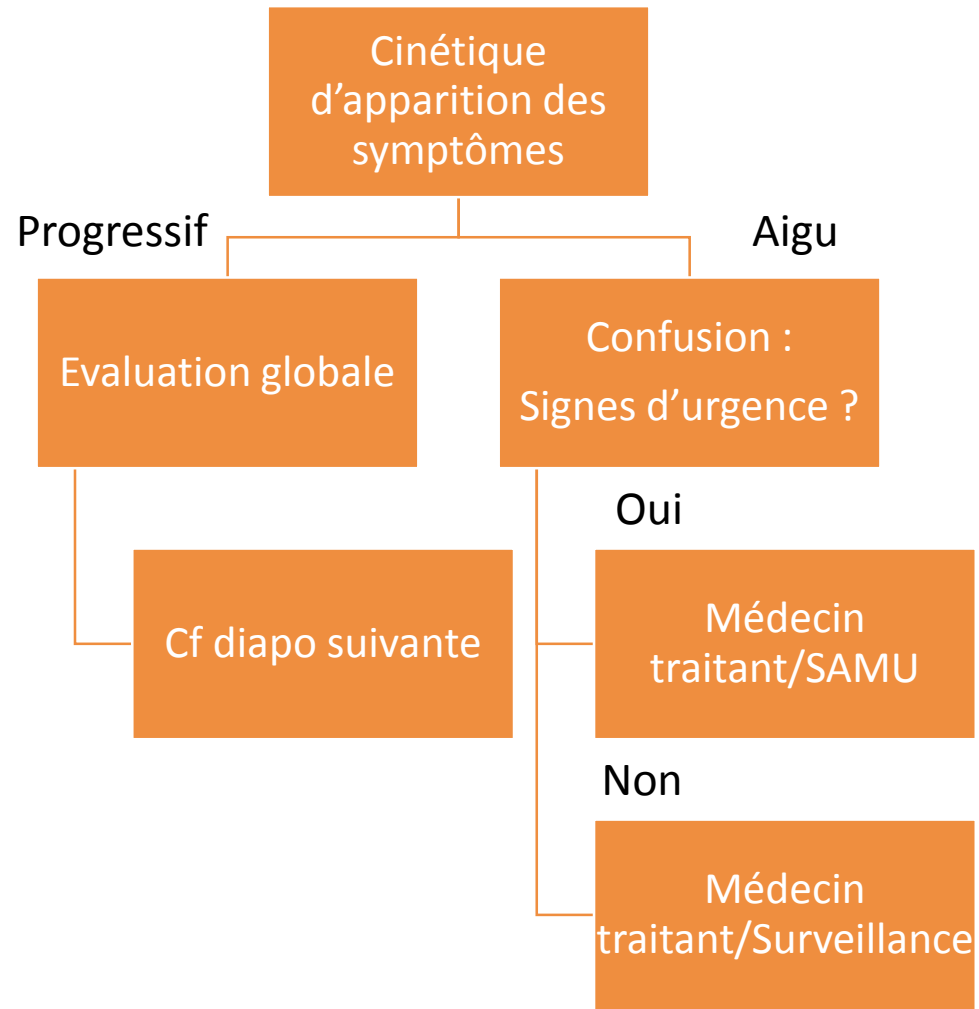 Cinétique
d’apparition des
symptômes
Progressif
Aigu
Evaluation globale
Confusion :
Signes d’urgence ?
Cf diapo suivante
Oui
Médecin
traitant/SAMU
Non
Médecin
traitant/Surveillance